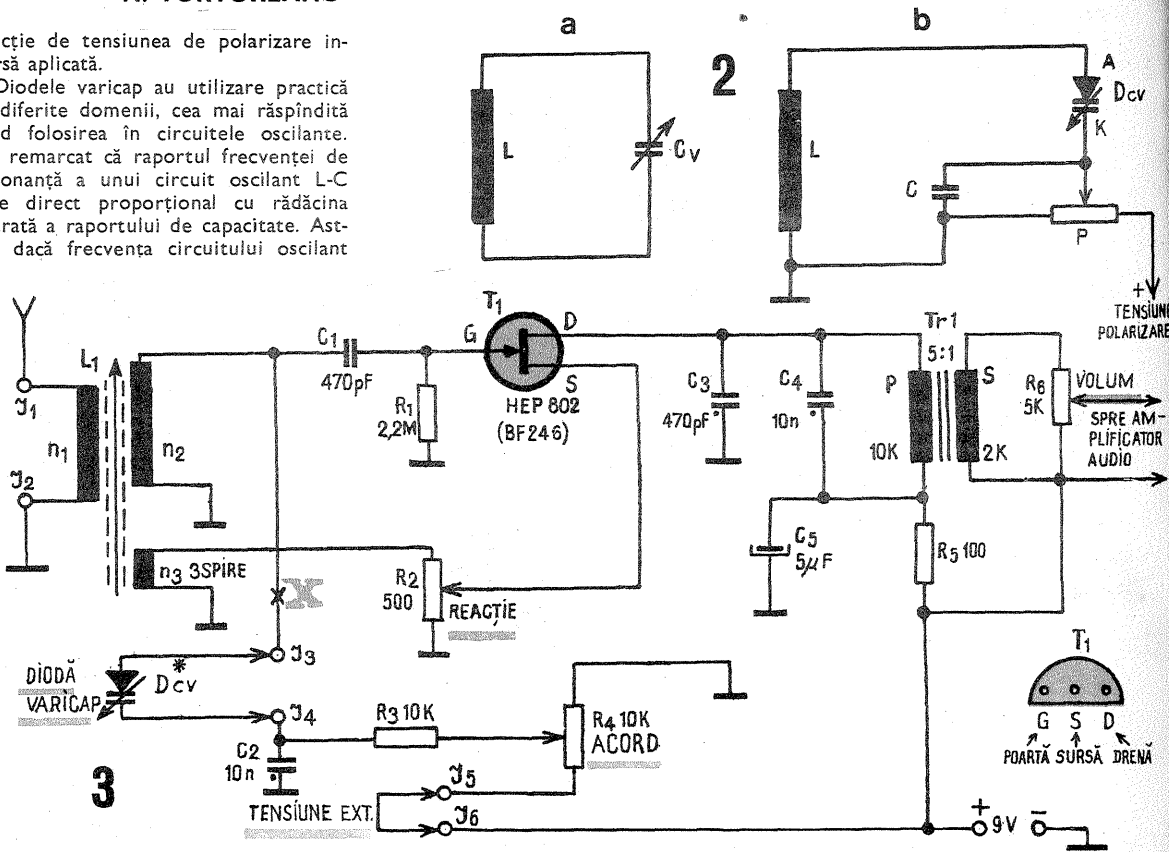 cție de tensiunea de polarizare in-
rsă aplicată.
Diodele varicap au utilizare practică
diferite domenii, cea mai răspîndită
d folosirea în circuitele oscilante.
remarcat că raportul frecvenței de
onanță a unui circuit oscilant L-C
e direct proporțional cu rădăcina
rată a raportului de capacitate. Ast-
dacă frecvența circuitului oscilant
a
L
CV
2
b
L
A
DCV
K
C
P
+
TENSIUNE
POLARIZARE
J1
J2
L1
n1
n2
n3 3SPIRE
C1
470pF
R1
2,2M
T1
G
D
S
HEP 802
(BF246)
R2
500
REACȚIE
X
C3
470pF
C4
10n
Tr1
5:1
P
S
10K
2K
R6
5K
VOLUM
SPRE AM-
PLIFICATOR
AUDIO
C5
5µF
R5 100
DIODĂ
VARICAP
*
DCV
J3
J4
C2
10n
R3 10K
R4 10K
ACORD
J5
J6
TENSIUNE EXT.
+
9V
−
T1
G S D
POARTĂ SURSĂ DRENĂ
3